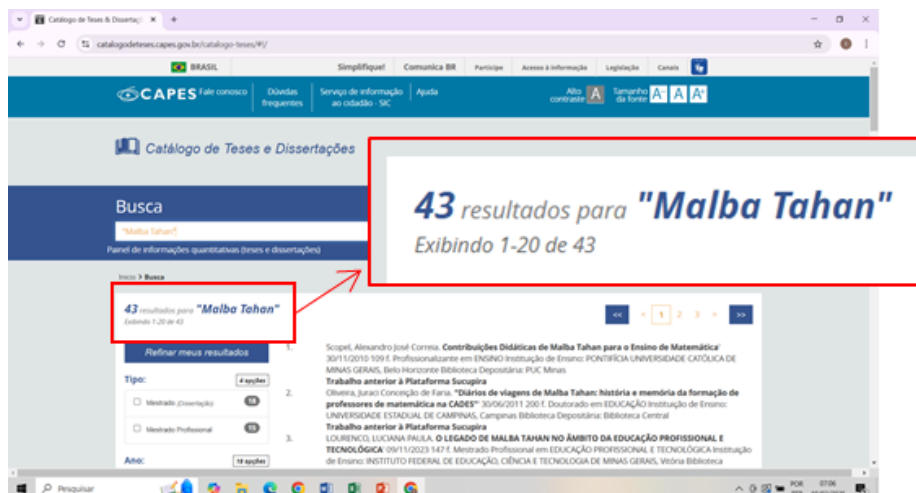 Catálogo de Teses & Dissertaç
catalogodeteses.capes.gov.br/catalogo-teses/#!/
BRASIL Simplifique! Comunica BR Participe Acesso à informação Legislação Canais
CAPES Fale conosco Dúvidas frequentes Serviço de informação ao cidadão - SIC Ajuda Alto contraste A Tamanho da fonte A- A A+
Catálogo de Teses e Dissertações
Busca
"Malba Tahan"
Painel de informações quantitativas (teses e dissertações)
Início > Busca
43 resultados para "Malba Tahan"
Exibindo 1-20 de 43
43 resultados para "Malba Tahan"
Exibindo 1-20 de 43
<< < 1 2 3 > >>
Refinar meus resultados
Tipo: 4 opções
Mestrado (Dissertação)
Mestrado Profissional
Ano:
1. Scopel, Alexandro José Correia. Contribuições Didáticas de Malba Tahan para o Ensino de Matemática'
30/11/2010 109 f. Profissionalizante em ENSINO Instituição de Ensino: PONTIFÍCIA UNIVERSIDADE CATÓLICA DE
MINAS GERAIS, Belo Horizonte Biblioteca Depositária: PUC Minas
Trabalho anterior à Plataforma Sucupira
2. Oliveira, Juraci Conceição de Faria. "Diários de viagens de Malba Tahan: história e memória da formação de
professores de matemática na CADES"' 30/06/2011 200 f. Doutorado em EDUCAÇÃO Instituição de Ensino:
UNIVERSIDADE ESTADUAL DE CAMPINAS, Campinas Biblioteca Depositária: Biblioteca Central
Trabalho anterior à Plataforma Sucupira
3. LOURENCO, LUCIANA PAULA. O LEGADO DE MALBA TAHAN NO ÂMBITO DA EDUCAÇÃO PROFISSIONAL E
TECNOLÓGICA' 09/11/2023 147 f. Mestrado Profissional em EDUCAÇÃO PROFISSIONAL E TECNOLÓGICA Instituição
de Ensino: INSTITUTO FEDERAL DE EDUCAÇÃO, CIÊNCIA E TECNOLOGIA DE MINAS GERAIS, Vitória Biblioteca
Pesquisar
POR 07:06